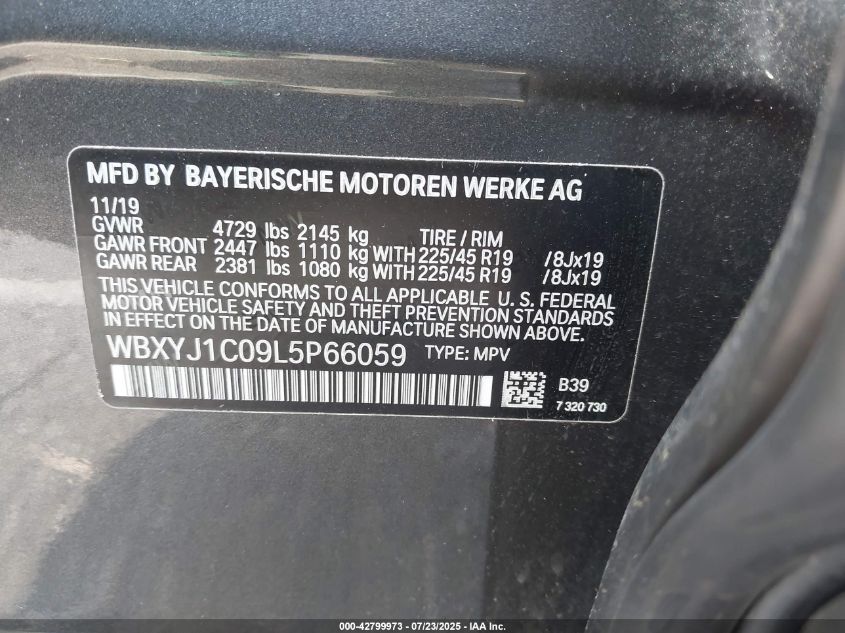 MFD BY BAYERISCHE MOTOREN WERKE AG
11/19
GVWR 4729 lbs 2145 kg TIRE / RIM
GAWR FRONT 2447 lbs 1110 kg WITH 225/45 R19 /8Jx19
GAWR REAR 2381 lbs 1080 kg WITH 225/45 R19 /8Jx19
THIS VEHICLE CONFORMS TO ALL APPLICABLE U. S. FEDERAL
MOTOR VEHICLE SAFETY AND THEFT PREVENTION STANDARDS
IN EFFECT ON THE DATE OF MANUFACTURE SHOWN ABOVE.
WBXYJ1C09L5P66059 TYPE: MPV
B39
7 320 730
000-42799973 | 07/23/2025 - IAA Inc.